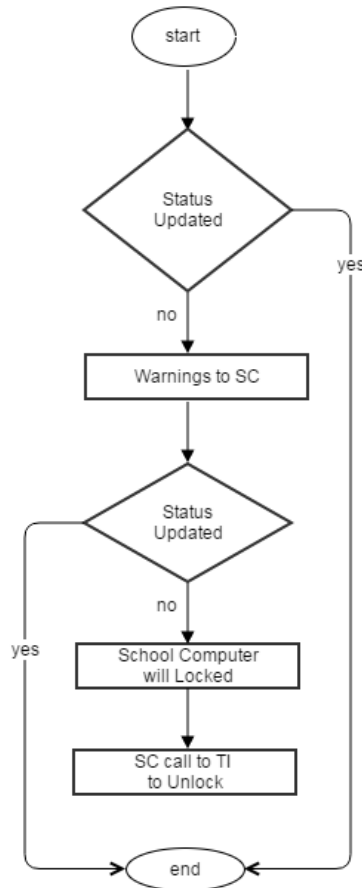 start
Status
Updated
yes
no
Warnings to SC
Status
Updated
no
yes
School Computer
will Locked
SC call to TI
to Unlock
end